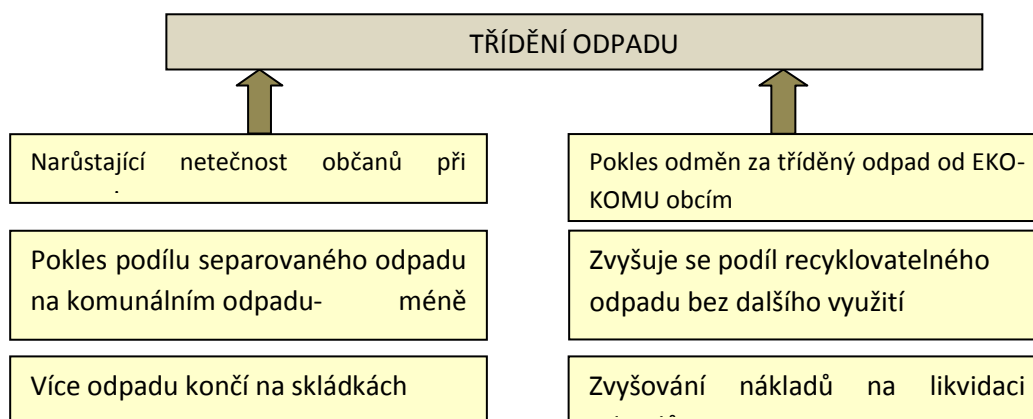 TŘÍDĚNÍ ODPADU
Narůstající netečnost občanů při
Pokles odměn za tříděný odpad od EKO-
KOMU obcím
Pokles podílu separovaného odpadu
na komunálním odpadu- méně
Zvyšuje se podíl recyklovatelného
odpadu bez dalšího využití
Více odpadu končí na skládkách
Zvyšování nákladů na likvidaci